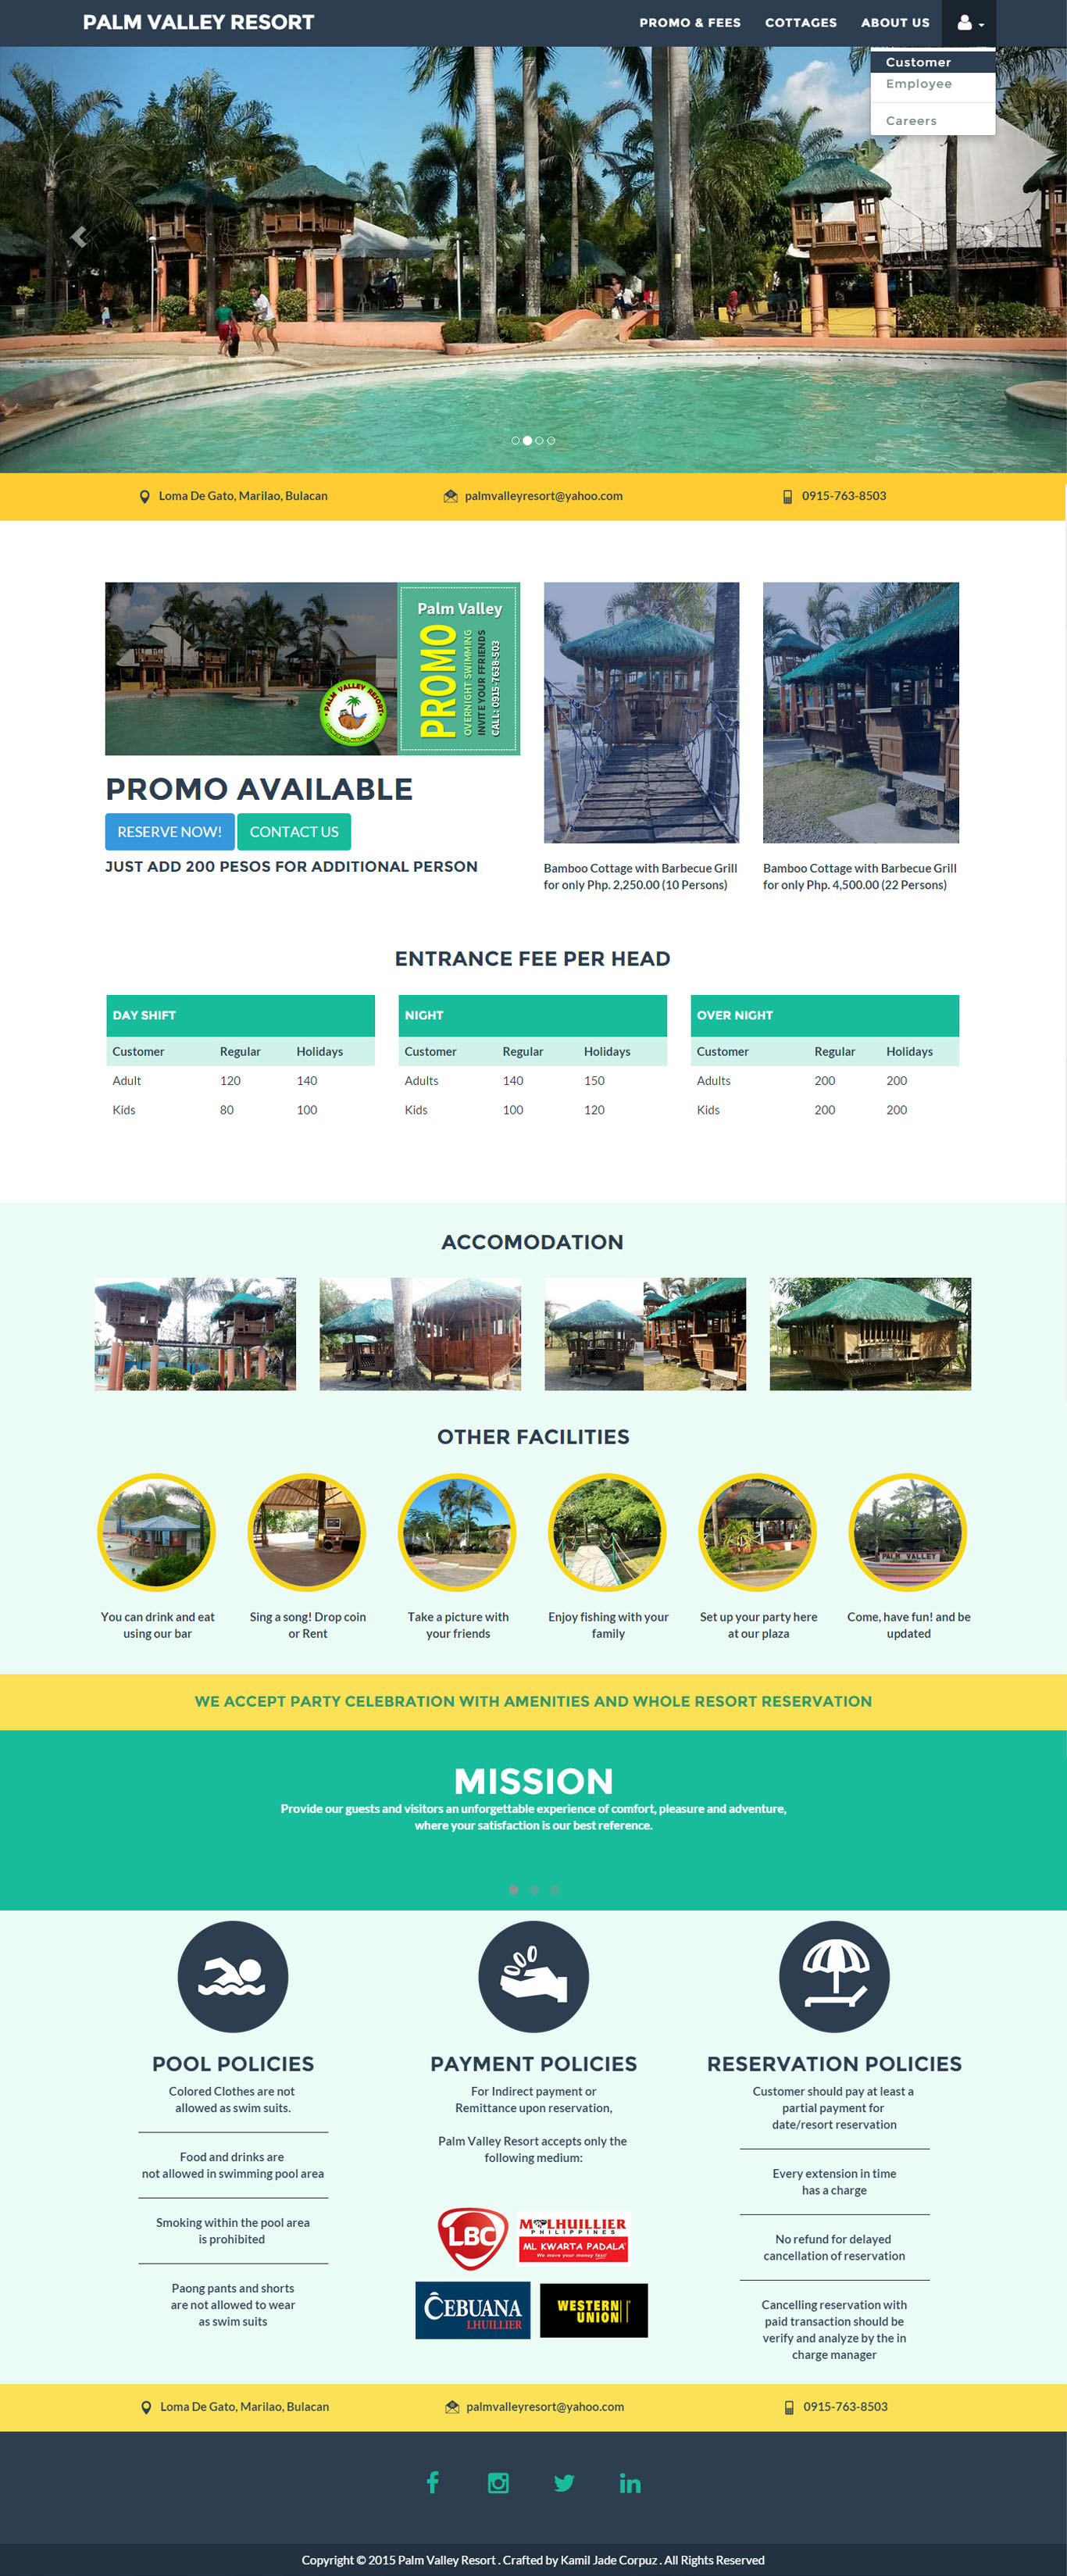 PALM VALLEY RESORT
PROMO & FEES COTTAGES ABOUT US
Customer
Employee
Careers
Loma De Gato, Marilao, Bulacan palmvalleyresort@yahoo.com 0915-763-8503
Palm Valley
PROMO
OVERNIGHT SWIMMING
INVITE YOUR FFRIENDS
CALL: 0915-7638-503
PALM VALLEY RESORT
PROMO AVAILABLE
RESERVE NOW! CONTACT US
JUST ADD 200 PESOS FOR ADDITIONAL PERSON
Bamboo Cottage with Barbecue Grill
for only Php. 2,250.00 (10 Persons)
Bamboo Cottage with Barbecue Grill
for only Php. 4,500.00 (22 Persons)
ENTRANCE FEE PER HEAD
DAY SHIFT
Customer Regular Holidays
Adult 120 140
Kids 80 100
NIGHT
Customer Regular Holidays
Adults 140 150
Kids 100 120
OVER NIGHT
Customer Regular Holidays
Adults 200 200
Kids 200 200
ACCOMODATION
OTHER FACILITIES
PALM VALLEY
You can drink and eat
using our bar
Sing a song! Drop coin
or Rent
Take a picture with
your friends
Enjoy fishing with your
family
Set up your party here
at our plaza
Come, have fun! and be
updated
WE ACCEPT PARTY CELEBRATION WITH AMENITIES AND WHOLE RESORT RESERVATION
MISSION
Provide our guests and visitors an unforgettable experience of comfort, pleasure and adventure,
where your satisfaction is our best reference.
POOL POLICIES
Colored Clothes are not
allowed as swim suits.
Food and drinks are
not allowed in swimming pool area
Smoking within the pool area
is prohibited
Paong pants and shorts
are not allowed to wear
as swim suits
PAYMENT POLICIES
For Indirect payment or
Remittance upon reservation,
Palm Valley Resort accepts only the
following medium:
LBC
MLHUILLIER
PHILIPPINES
ML KWARTA PADALA
We move your money fast!
CEBUANA
LHUILLIER
WESTERN
UNION
RESERVATION POLICIES
Customer should pay at least a
partial payment for
date/resort reservation
Every extension in time
has a charge
No refund for delayed
cancellation of reservation
Cancelling reservation with
paid transaction should be
verify and analyze by the in
charge manager
Loma De Gato, Marilao, Bulacan palmvalleyresort@yahoo.com 0915-763-8503
Copyright © 2015 Palm Valley Resort . Crafted by Kamil Jade Corpuz . All Rights Reserved